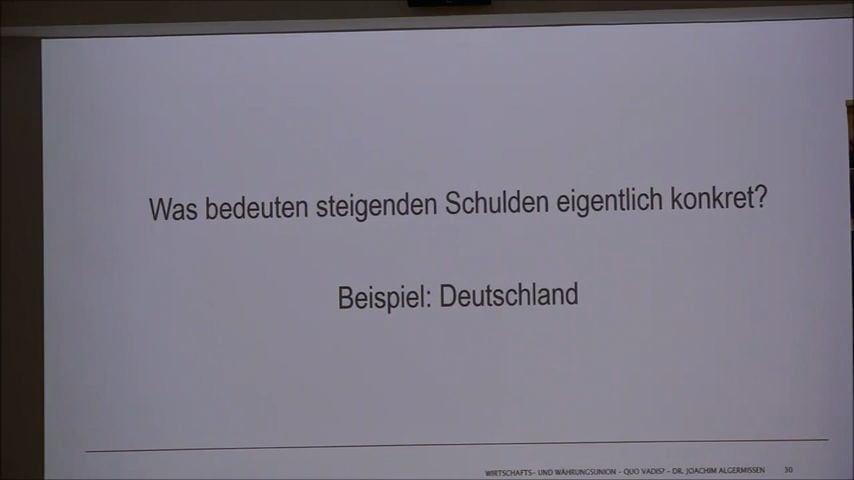 Was bedeuten steigenden Schulden eigentlich konkret?
Beispiel: Deutschland
WIRTSCHAFTS- UND WÄHRUNGSUNION - QUO VADIS? - DR. JOACHIM ALGERMISSEN 30